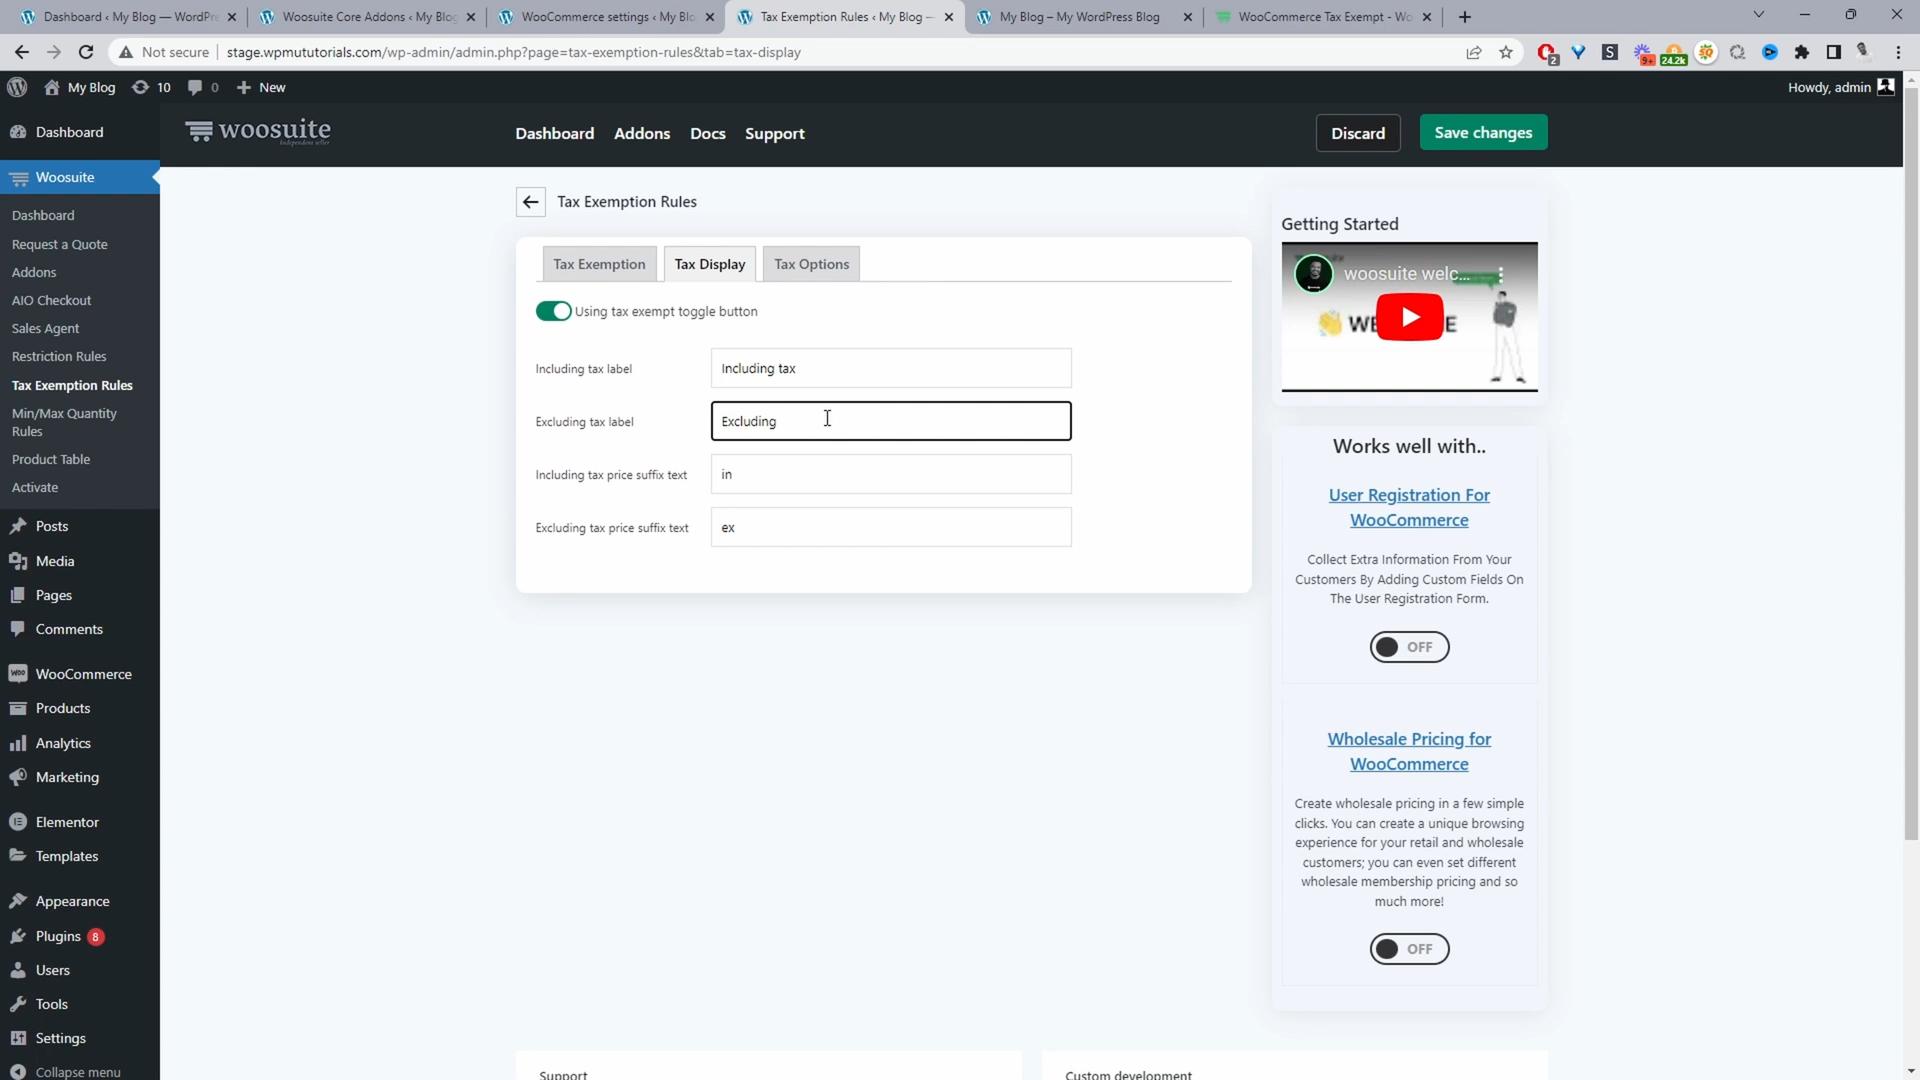 Dashboard ‹ My Blog — WordPre
Woosuite Core Addons ‹ My Blog
WooCommerce settings ‹ My Blo
Tax Exemption Rules ‹ My Blog —
My Blog – My WordPress Blog
WooCommerce Tax Exempt - Wo
Not secure
stage.wpmututorials.com/wp-admin/admin.php?page=tax-exemption-rules&tab=tax-display
2
S
9+
24.2k
My Blog
10
0
New
Howdy, admin
Dashboard
woosuite
Independent seller
Dashboard
Addons
Docs
Support
Discard
Save changes
Woosuite
Dashboard
Request a Quote
Addons
AIO Checkout
Sales Agent
Restriction Rules
Tax Exemption Rules
Min/Max Quantity
Rules
Product Table
Activate
Posts
Media
Pages
Comments
WooCommerce
Products
Analytics
Marketing
Elementor
Templates
Appearance
Plugins 8
Users
Tools
Settings
Collapse menu
Tax Exemption Rules
Tax Exemption
Tax Display
Tax Options
Using tax exempt toggle button
Including tax label
Including tax
Excluding tax label
Excluding
Including tax price suffix text
in
Excluding tax price suffix text
ex
Getting Started
woosuite welc...
Works well with..
User Registration For
WooCommerce
Collect Extra Information From Your
Customers By Adding Custom Fields On
The User Registration Form.
OFF
Wholesale Pricing for
WooCommerce
Create wholesale pricing in a few simple
clicks. You can create a unique browsing
experience for your retail and wholesale
customers; you can even set different
wholesale membership pricing and so
much more!
OFF
Support
Custom development